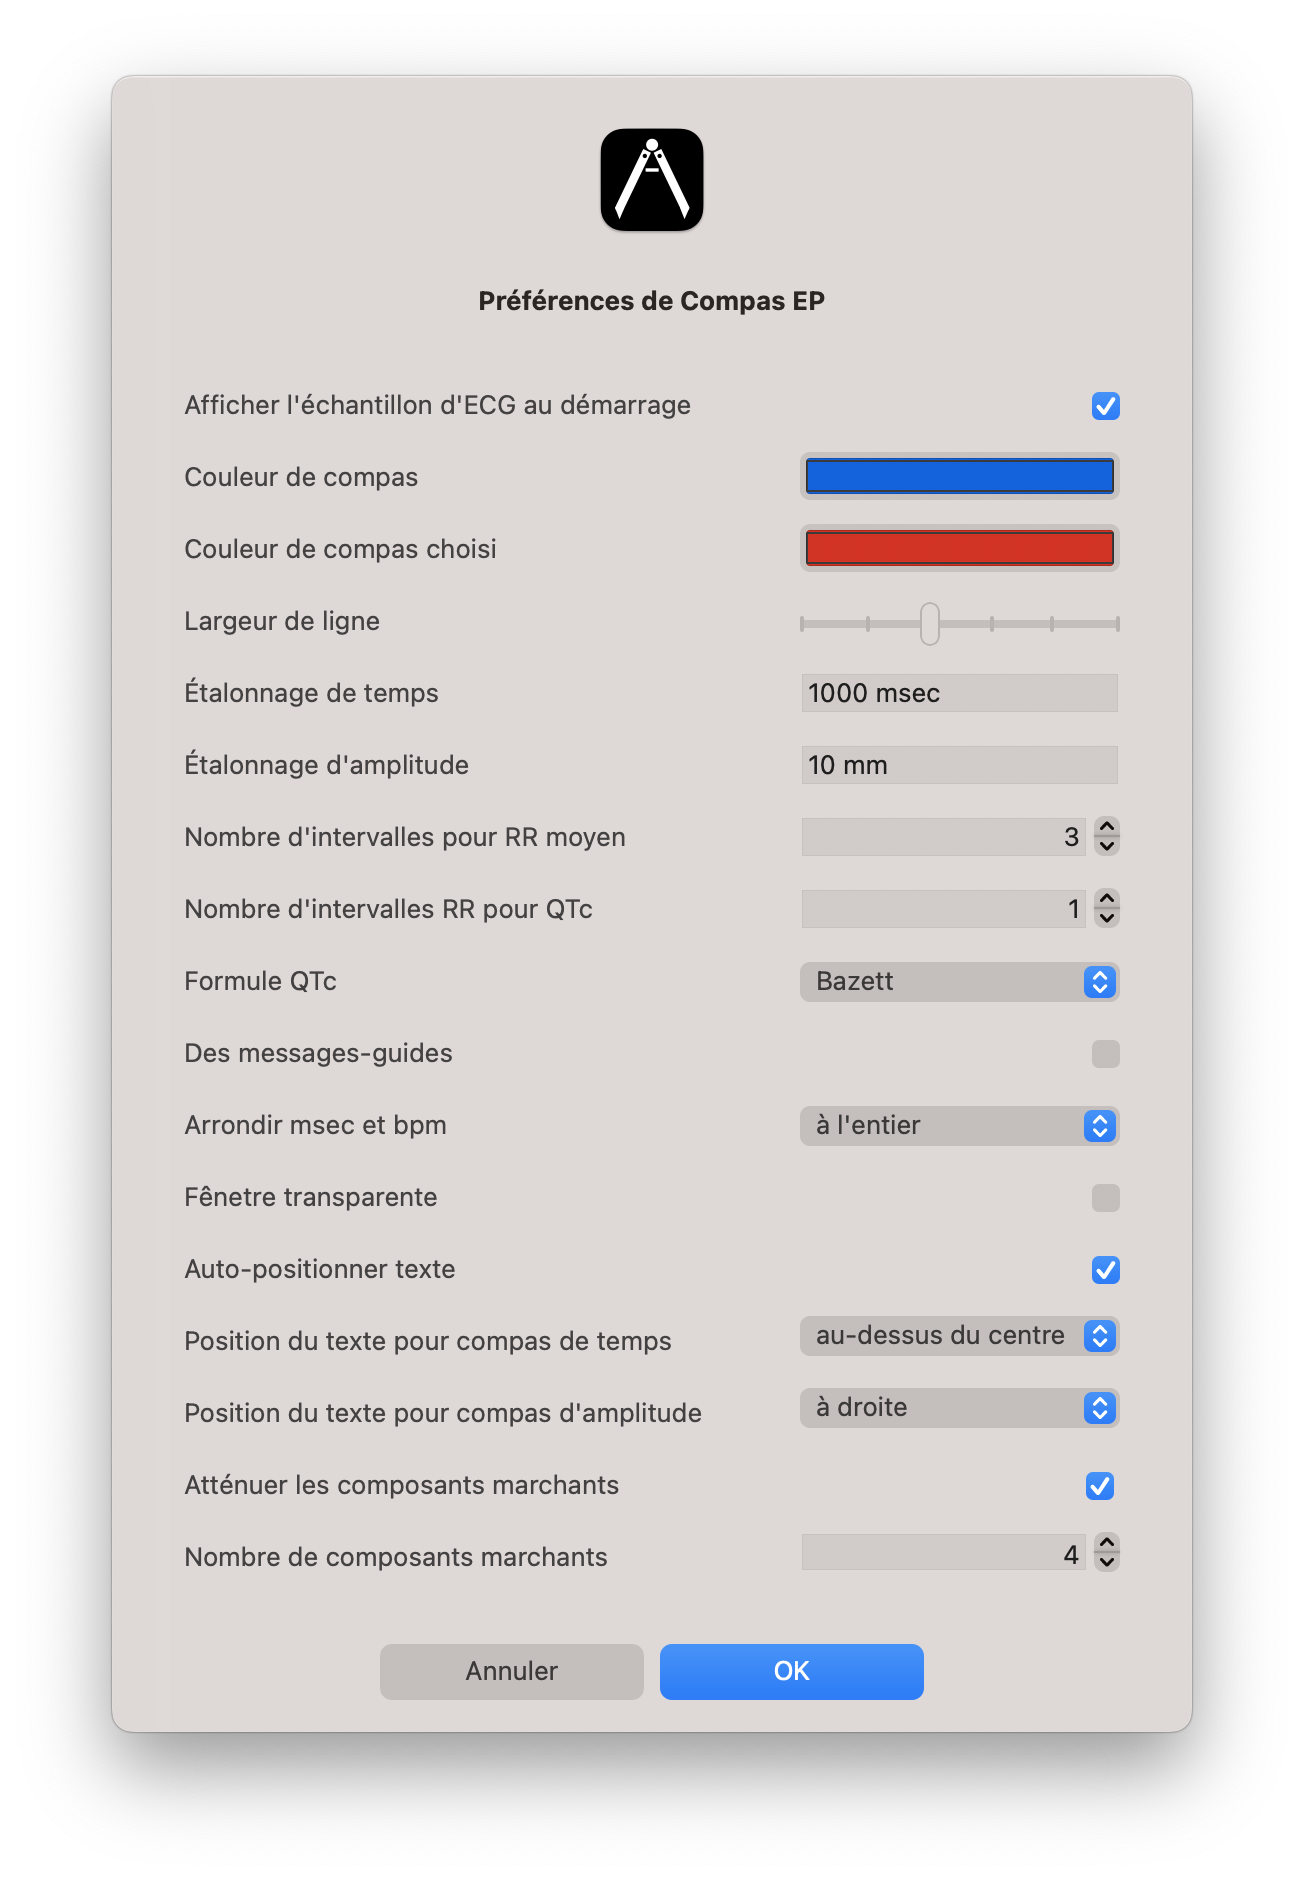 Préférences de Compas EP
Afficher l'échantillon d'ECG au démarrage
Couleur de compas
Couleur de compas choisi
Largeur de ligne
Étalonnage de temps 1000 msec
Étalonnage d'amplitude 10 mm
Nombre d'intervalles pour RR moyen 3
Nombre d'intervalles RR pour QTc 1
Formule QTc Bazett
Des messages-guides
Arrondir msec et bpm à l'entier
Fênetre transparente
Auto-positionner texte
Position du texte pour compas de temps au-dessus du centre
Position du texte pour compas d'amplitude à droite
Atténuer les composants marchants
Nombre de composants marchants 4
Annuler OK